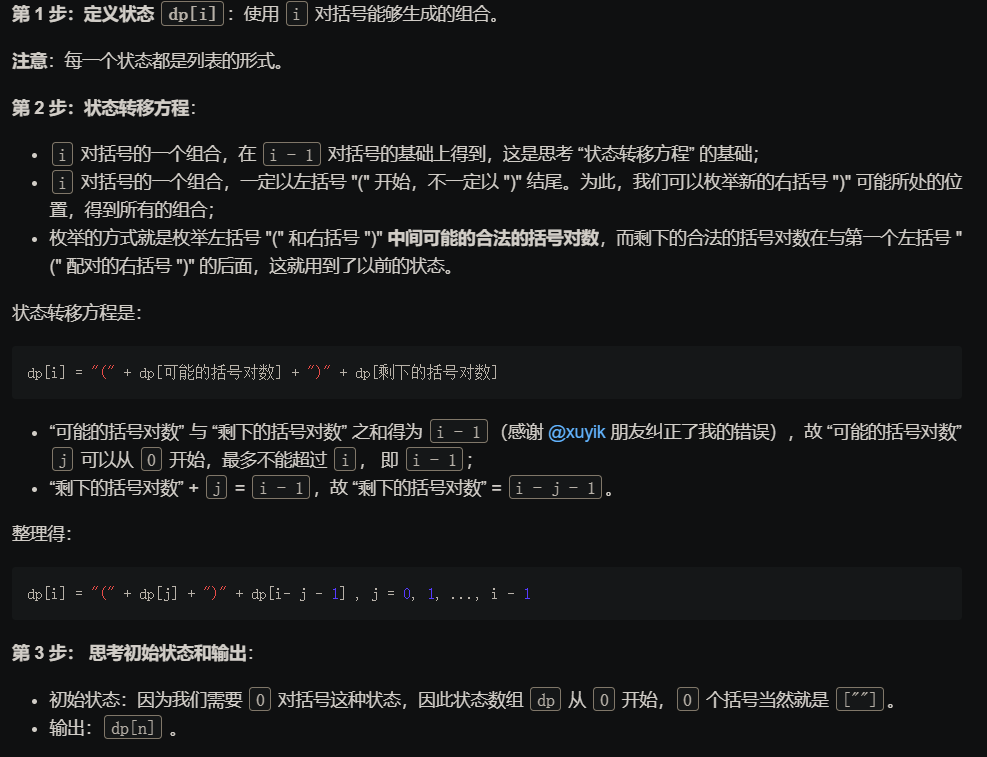 第 1 步：定义状态 dp[i] ：使用 i 对括号能够生成的组合。
注意：每一个状态都是列表的形式。
第 2 步：状态转移方程：
• i 对括号的一个组合，在 i - 1 对括号的基础上得到，这是思考 “状态转移方程” 的基础；
• i 对括号的一个组合，一定以左括号 "(" 开始，不一定以 ")" 结尾。为此，我们可以枚举新的右括号 ")" 可能所处的位
置，得到所有的组合；
• 枚举的方式就是枚举左括号 "(" 和右括号 ")" 中间可能的合法的括号对数，而剩下的合法的括号对数在与第一个左括号 "
(" 配对的右括号 ")" 的后面，这就用到了以前的状态。
状态转移方程是：
dp[i] = "(" + dp[可能的括号对数] + ")" + dp[剩下的括号对数]
• “可能的括号对数” 与 “剩下的括号对数” 之和得为 i - 1 （感谢 @xuyik 朋友纠正了我的错误），故 “可能的括号对数”
j 可以从 0 开始，最多不能超过 i ， 即 i - 1 ；
• “剩下的括号对数” + j = i - 1 ，故 “剩下的括号对数” = i - j - 1 。
整理得：
dp[i] = "(" + dp[j] + ")" + dp[i- j - 1] , j = 0, 1, ..., i - 1
第 3 步： 思考初始状态和输出：
• 初始状态：因为我们需要 0 对括号这种状态，因此状态数组 dp 从 0 开始， 0 个括号当然就是 [""] 。
• 输出： dp[n] 。